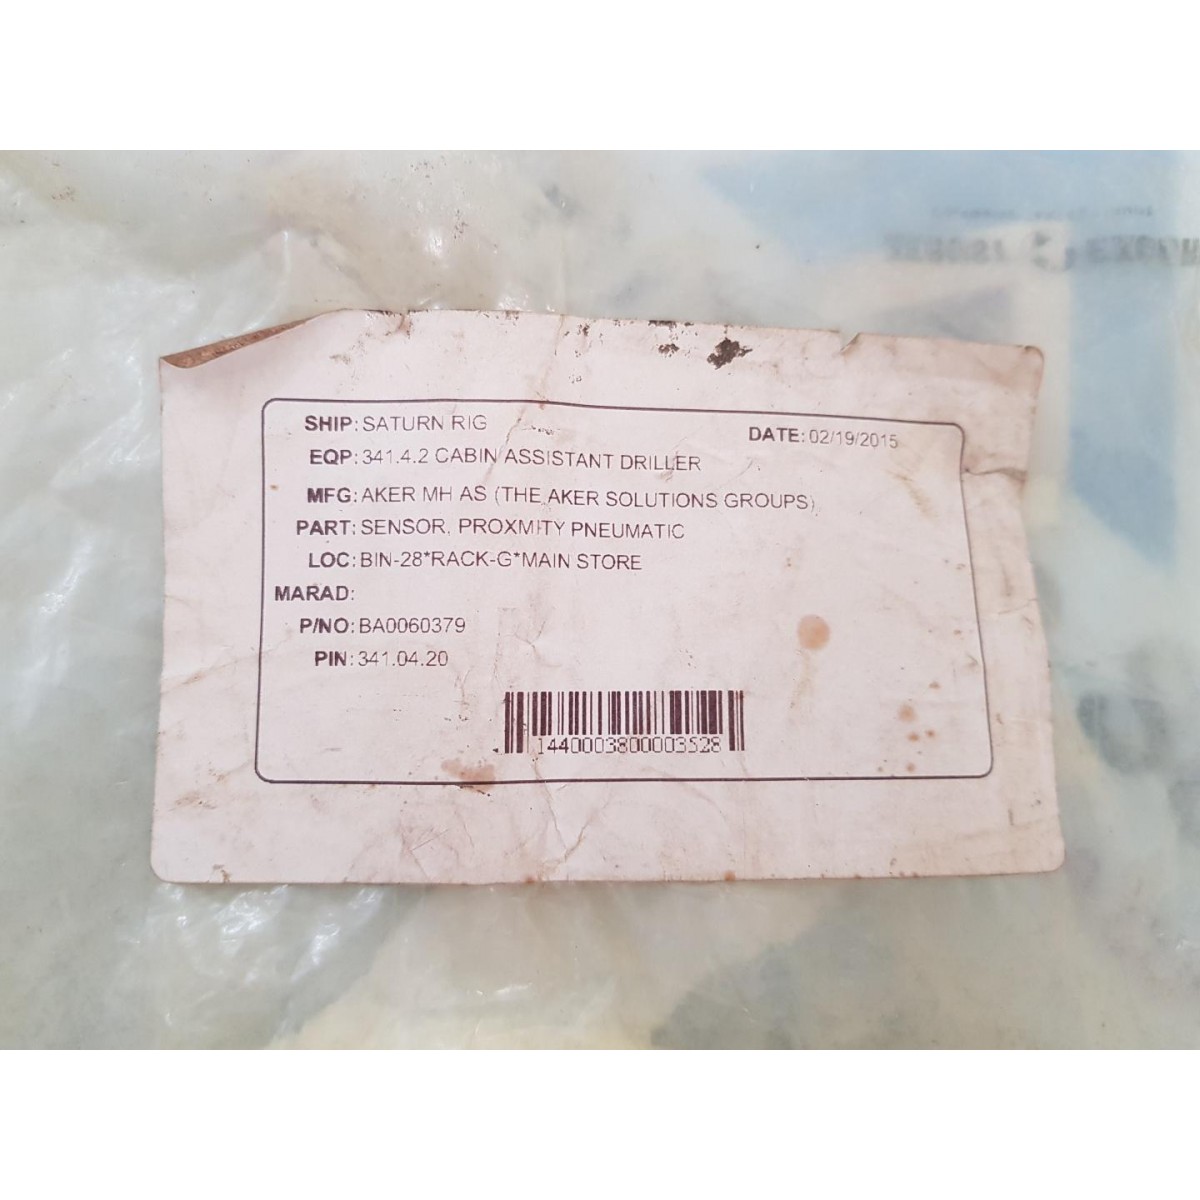 SHIP: SATURN RIG
DATE: 02/19/2015
EQP: 341.4.2 CABIN ASSISTANT DRILLER
MFG: AKER MH AS (THE AKER SOLUTIONS GROUPS)
PART: SENSOR, PROXMITY PNEUMATIC
LOC: BIN-28*RACK-G*MAIN STORE
MARAD:
P/NO: BA0060379
PIN: 341.04.20
1440003800003528